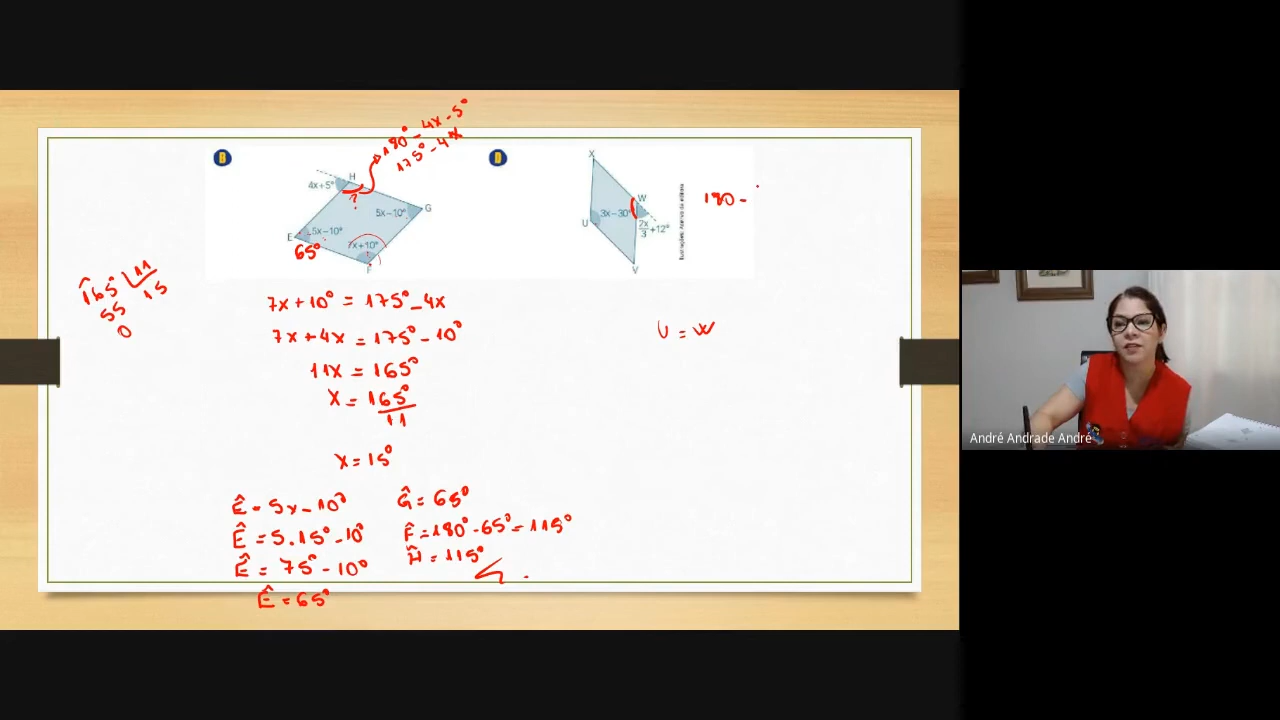 B
180° - 4x - 5°
175° - 4x
4x+5°
H
?
5x-10°
G
E
5x-10°
65°
7x+10°
F
D
X
W
180 -
3x-30°
U
2x/3 +12°
V
165° 11
55 15
0
7x + 10° = 175° - 4x
7x + 4x = 175° - 10°
11x = 165°
x = 165°/11
x = 15°
U = W
Ê = 5x - 10°
Ê = 5.15° - 10°
Ê = 75° - 10°
Ê = 65°
Ĝ = 65°
F̂ = 180° - 65° = 115°
Ĥ = 115°
André Andrade André